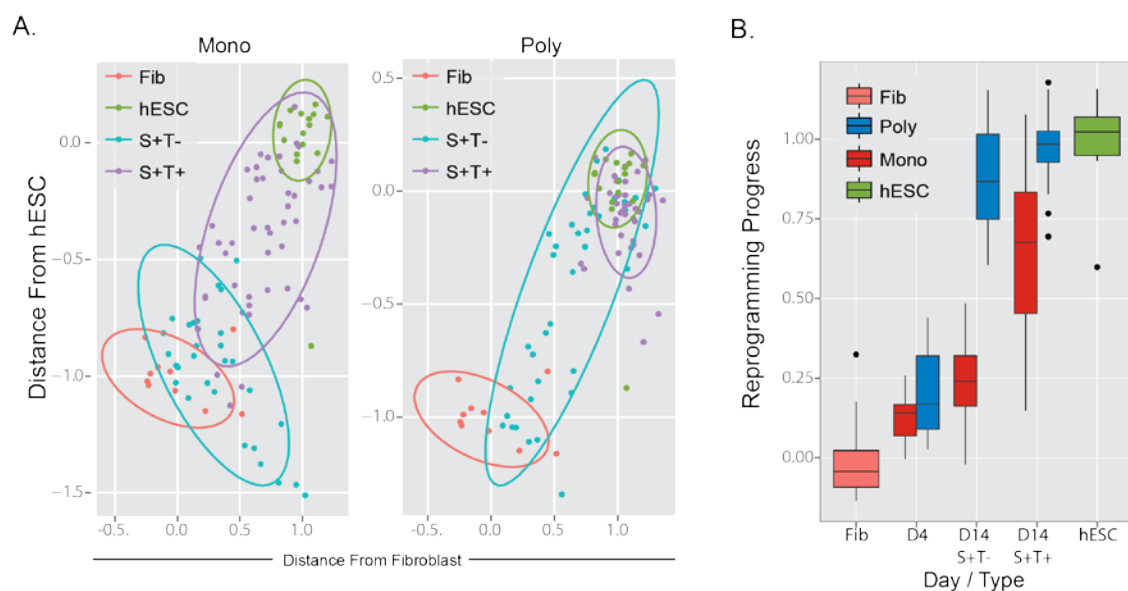 A.
Mono
Poly
Fib
hESC
S+T-
S+T+
Fib
hESC
S+T-
S+T+
Distance From hESC
0.0
−0.5
−1.0
−1.5
0.5
0.0
−0.5
−1.0
-0.5.
0.0
0.5
1.0
-0.5.
0.0
0.5
1.0
Distance From Fibroblast
B.
Fib
Poly
Mono
hESC
Reprogramming Progress
1.00
0.75
0.50
0.25
0.00
Fib
D4
D14
S+T-
D14
S+T+
hESC
Day / Type